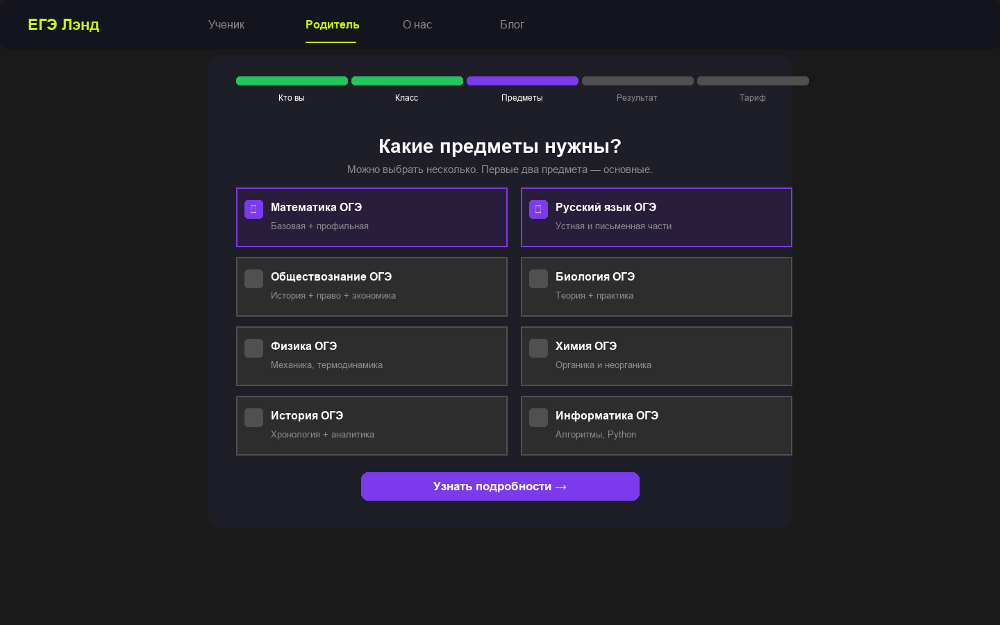 ЕГЭ Лэнд Ученик Родитель О нас Блог
Кто вы Класс Предметы Результат Тариф
Какие предметы нужны?
Можно выбрать несколько. Первые два предмета — основные.
Математика ОГЭ
Базовая + профильная
Русский язык ОГЭ
Устная и письменная части
Обществознание ОГЭ
История + право + экономика
Биология ОГЭ
Теория + практика
Физика ОГЭ
Механика, термодинамика
Химия ОГЭ
Органика и неорганика
История ОГЭ
Хронология + аналитика
Информатика ОГЭ
Алгоритмы, Python
Узнать подробности →